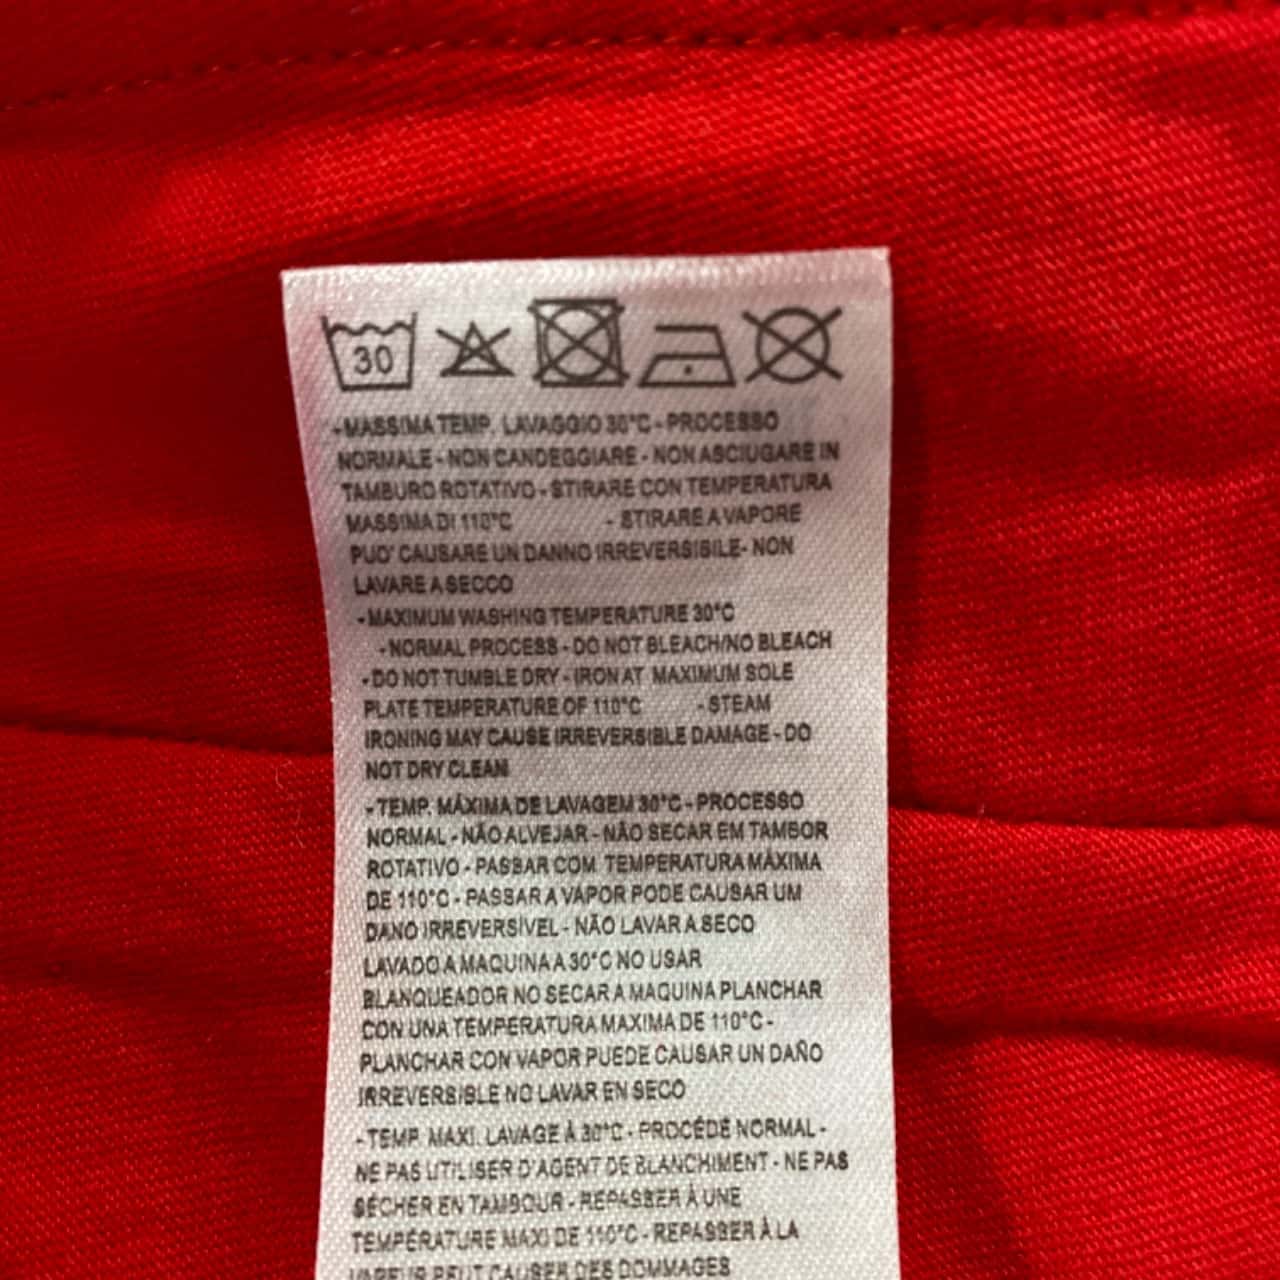 30
- MASSIMA TEMP. LAVAGGIO 30°C - PROCESSO
NORMALE - NON CANDEGGIARE - NON ASCIUGARE IN
TAMBURO ROTATIVO - STIRARE CON TEMPERATURA
MASSIMA DI 110°C - STIRARE A VAPORE
PUO' CAUSARE UN DANNO IRREVERSIBILE- NON
LAVARE A SECCO
- MAXIMUM WASHING TEMPERATURE 30°C
- NORMAL PROCESS - DO NOT BLEACH/NO BLEACH
- DO NOT TUMBLE DRY - IRON AT MAXIMUM SOLE
PLATE TEMPERATURE OF 110°C - STEAM
IRONING MAY CAUSE IRREVERSIBLE DAMAGE - DO
NOT DRY CLEAN
- TEMP. MÁXIMA DE LAVAGEM 30°C - PROCESSO
NORMAL - NÃO ALVEJAR - NÃO SECAR EM TAMBOR
ROTATIVO - PASSAR COM TEMPERATURA MÁXIMA
DE 110°C - PASSAR A VAPOR PODE CAUSAR UM
DANO IRREVERSÍVEL - NÃO LAVAR A SECO
LAVADO A MAQUINA A 30°C NO USAR
BLANQUEADOR NO SECAR A MAQUINA PLANCHAR
CON UNA TEMPERATURA MAXIMA DE 110°C -
PLANCHAR CON VAPOR PUEDE CAUSAR UN DAÑO
IRREVERSIBLE NO LAVAR EN SECO
- TEMP. MAXI. LAVAGE À 30°C - PROCÉDÉ NORMAL -
NE PAS UTILISER D'AGENT DE BLANCHIMENT - NE PAS
SÉCHER EN TAMBOUR - REPASSER À UNE
TEMPÉRATURE MAXI DE 110°C - REPASSER À LA
VAPEUR PEUT CAUSER DES DOMMAGES